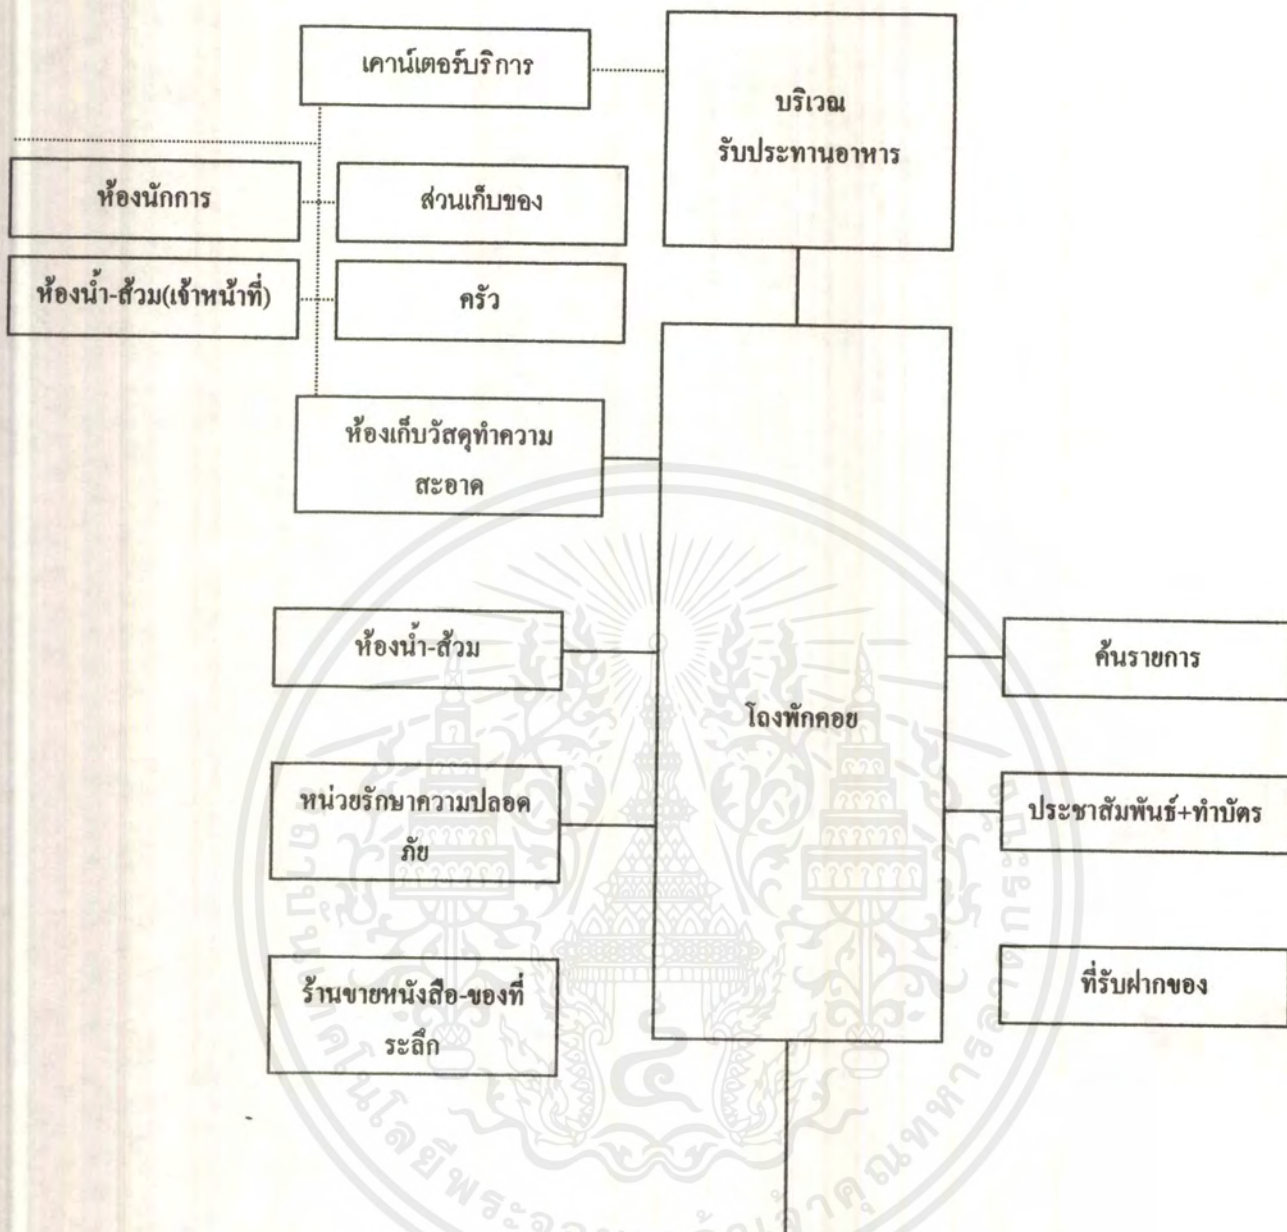 เคาน์เตอร์บริการ
บริเวณ
รับประทานอาหาร
ห้องนักการ
ส่วนเก็บของ
ห้องน้ำ-ส้วม(เจ้าหน้าที่)
ครัว
ห้องเก็บวัสดุทำความ
สะอาด
ห้องน้ำ-ส้วม
ค้นรายการ
โถงพักคอย
หน่วยรักษาความปลอด
ภัย
ประชาสัมพันธ์+ทำบัตร
ร้านขายหนังสือ-ของที่
ระลึก
ที่รับฝากของ